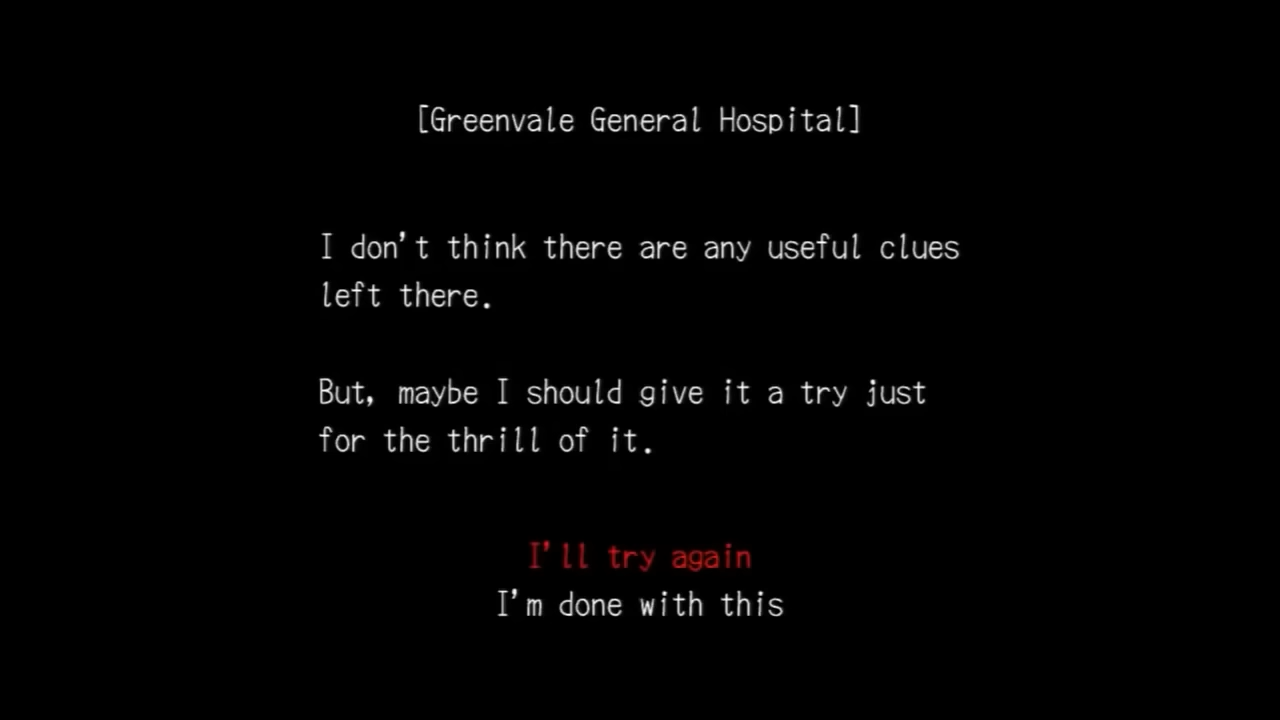 [Greenvale General Hospital]
I don't think there are any useful clues
left there.
But, maybe I should give it a try just
for the thrill of it.
I'll try again
I'm done with this